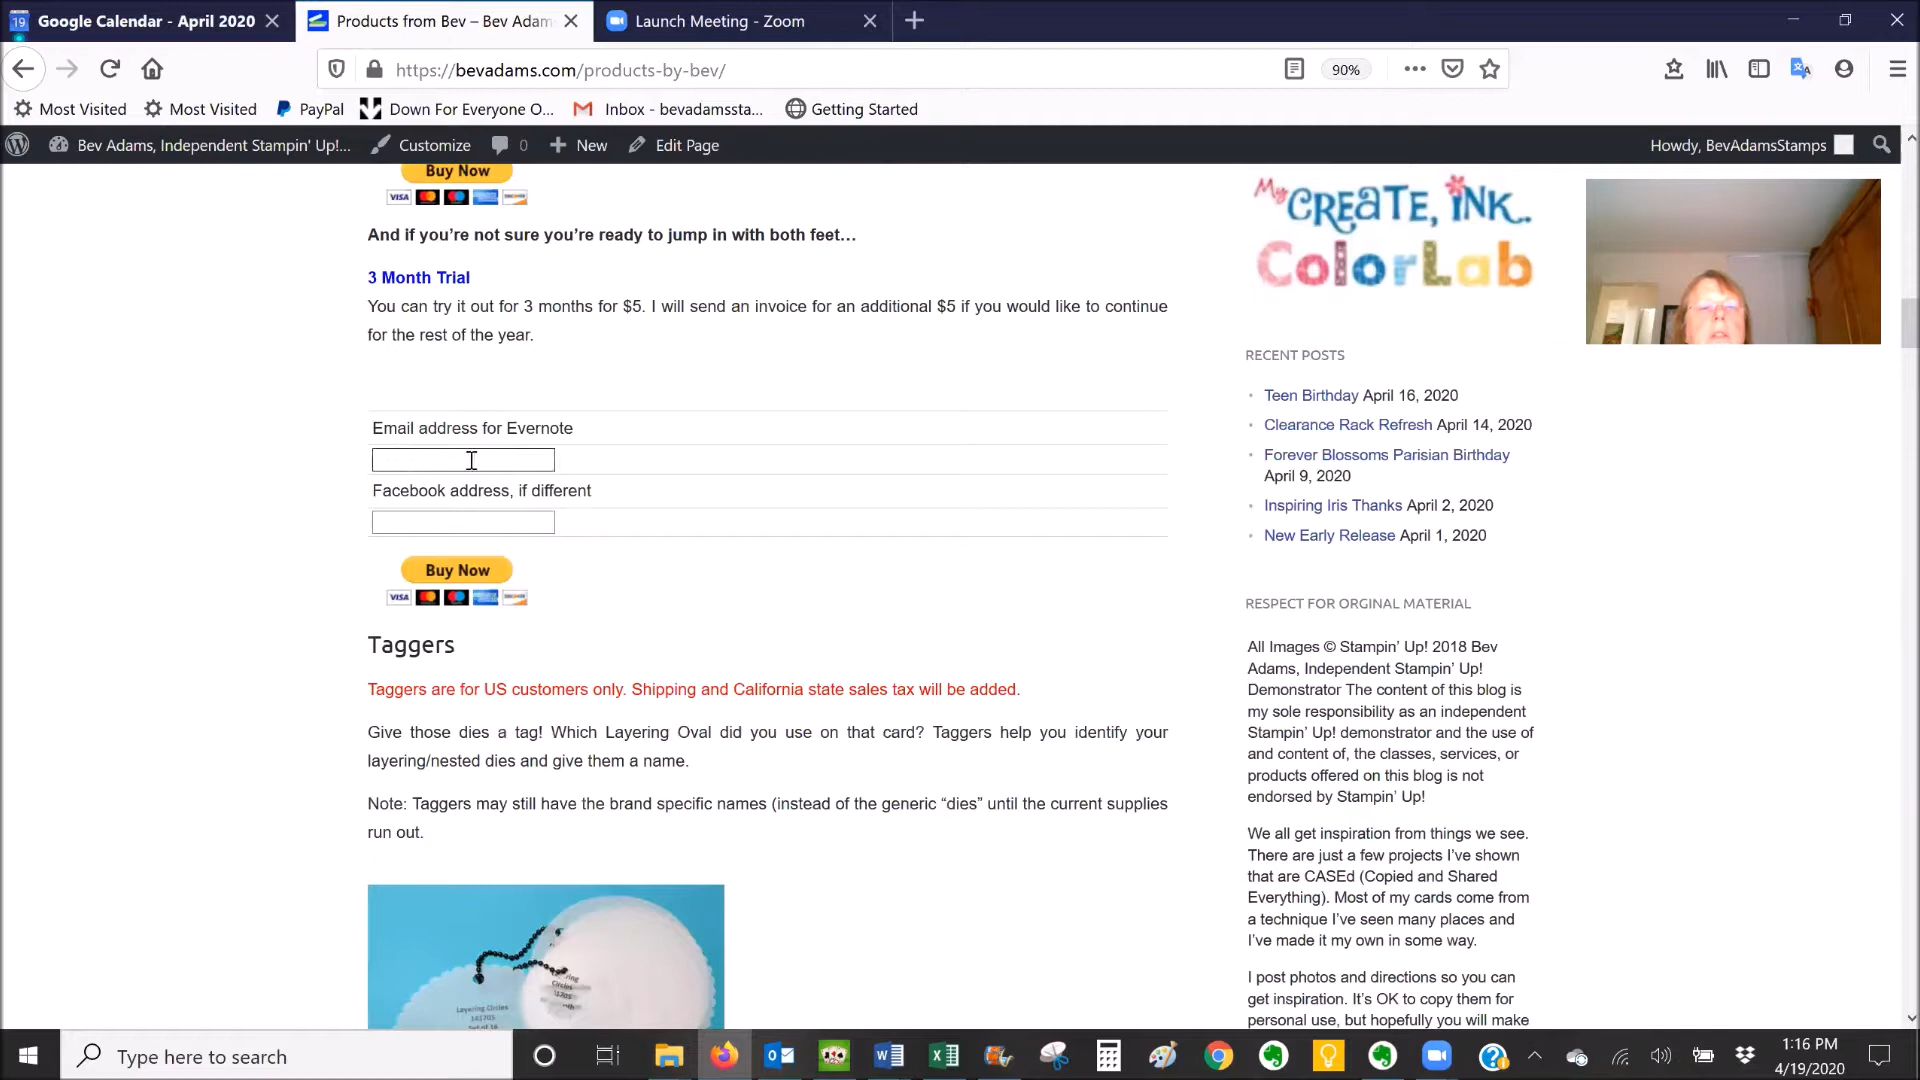 Google Calendar - April 2020
Products from Bev – Bev Adam
Launch Meeting - Zoom
https://bevadams.com/products-by-bev/
90%
Most Visited
Most Visited
PayPal
Down For Everyone O...
Inbox - bevadamssta...
Getting Started
Bev Adams, Independent Stampin' Up!...
Customize
0
New
Edit Page
Howdy, BevAdamsStamps
Buy Now
VISA
DISCOVER
And if you're not sure you're ready to jump in with both feet…
3 Month Trial
You can try it out for 3 months for $5. I will send an invoice for an additional $5 if you would like to continue
for the rest of the year.
Email address for Evernote
Facebook address, if different
Buy Now
VISA
DISCOVER
Taggers
Taggers are for US customers only. Shipping and California state sales tax will be added.
Give those dies a tag! Which Layering Oval did you use on that card? Taggers help you identify your
layering/nested dies and give them a name.
Note: Taggers may still have the brand specific names (instead of the generic “dies” until the current supplies
run out.
Layering Circles
141705
My
CREATE, INK.
ColorLab
RECENT POSTS
Teen Birthday April 16, 2020
Clearance Rack Refresh April 14, 2020
Forever Blossoms Parisian Birthday
April 9, 2020
Inspiring Iris Thanks April 2, 2020
New Early Release April 1, 2020
RESPECT FOR ORGINAL MATERIAL
All Images © Stampin’ Up! 2018 Bev
Adams, Independent Stampin’ Up!
Demonstrator The content of this blog is
my sole responsibility as an independent
Stampin’ Up! demonstrator and the use of
and content of, the classes, services, or
products offered on this blog is not
endorsed by Stampin’ Up!
We all get inspiration from things we see.
There are just a few projects I’ve shown
that are CASEd (Copied and Shared
Everything). Most of my cards come from
a technique I’ve seen many places and
I’ve made it my own in some way.
I post photos and directions so you can
get inspiration. It’s OK to copy them for
personal use, but hopefully you will make
Type here to search
1:16 PM
4/19/2020